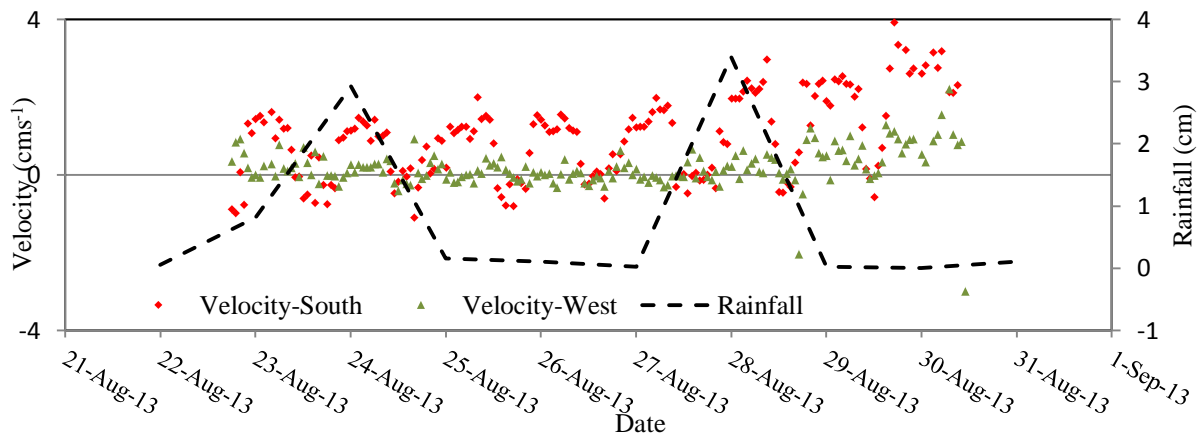 4
0
-4
Velocity (cms-1)
4
3
2
1
0
-1
Rainfall (cm)
Velocity-South
Velocity-West
Rainfall
21-Aug-13
22-Aug-13
23-Aug-13
24-Aug-13
25-Aug-13
26-Aug-13
27-Aug-13
28-Aug-13
29-Aug-13
30-Aug-13
31-Aug-13
1-Sep-13
Date